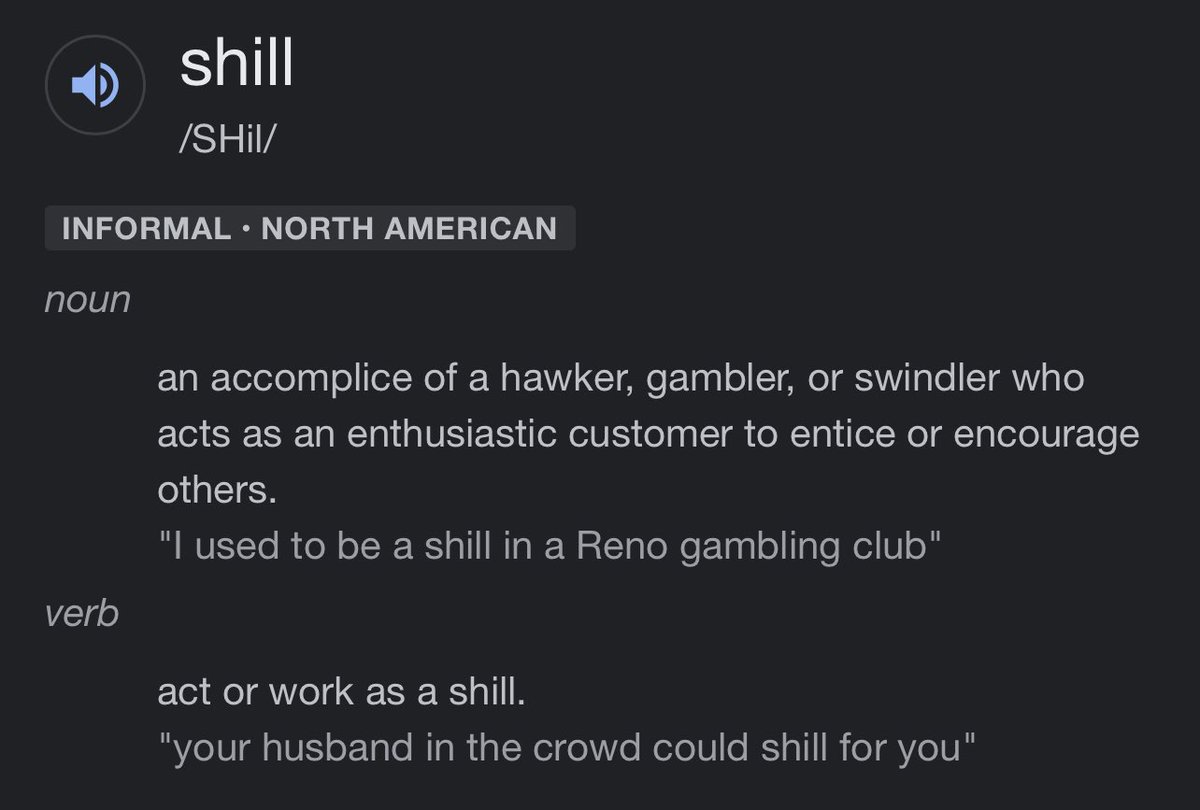 shill
/SHil/
INFORMAL • NORTH AMERICAN
noun
an accomplice of a hawker, gambler, or swindler who
acts as an enthusiastic customer to entice or encourage
others.
"I used to be a shill in a Reno gambling club"
verb
act or work as a shill.
"your husband in the crowd could shill for you"